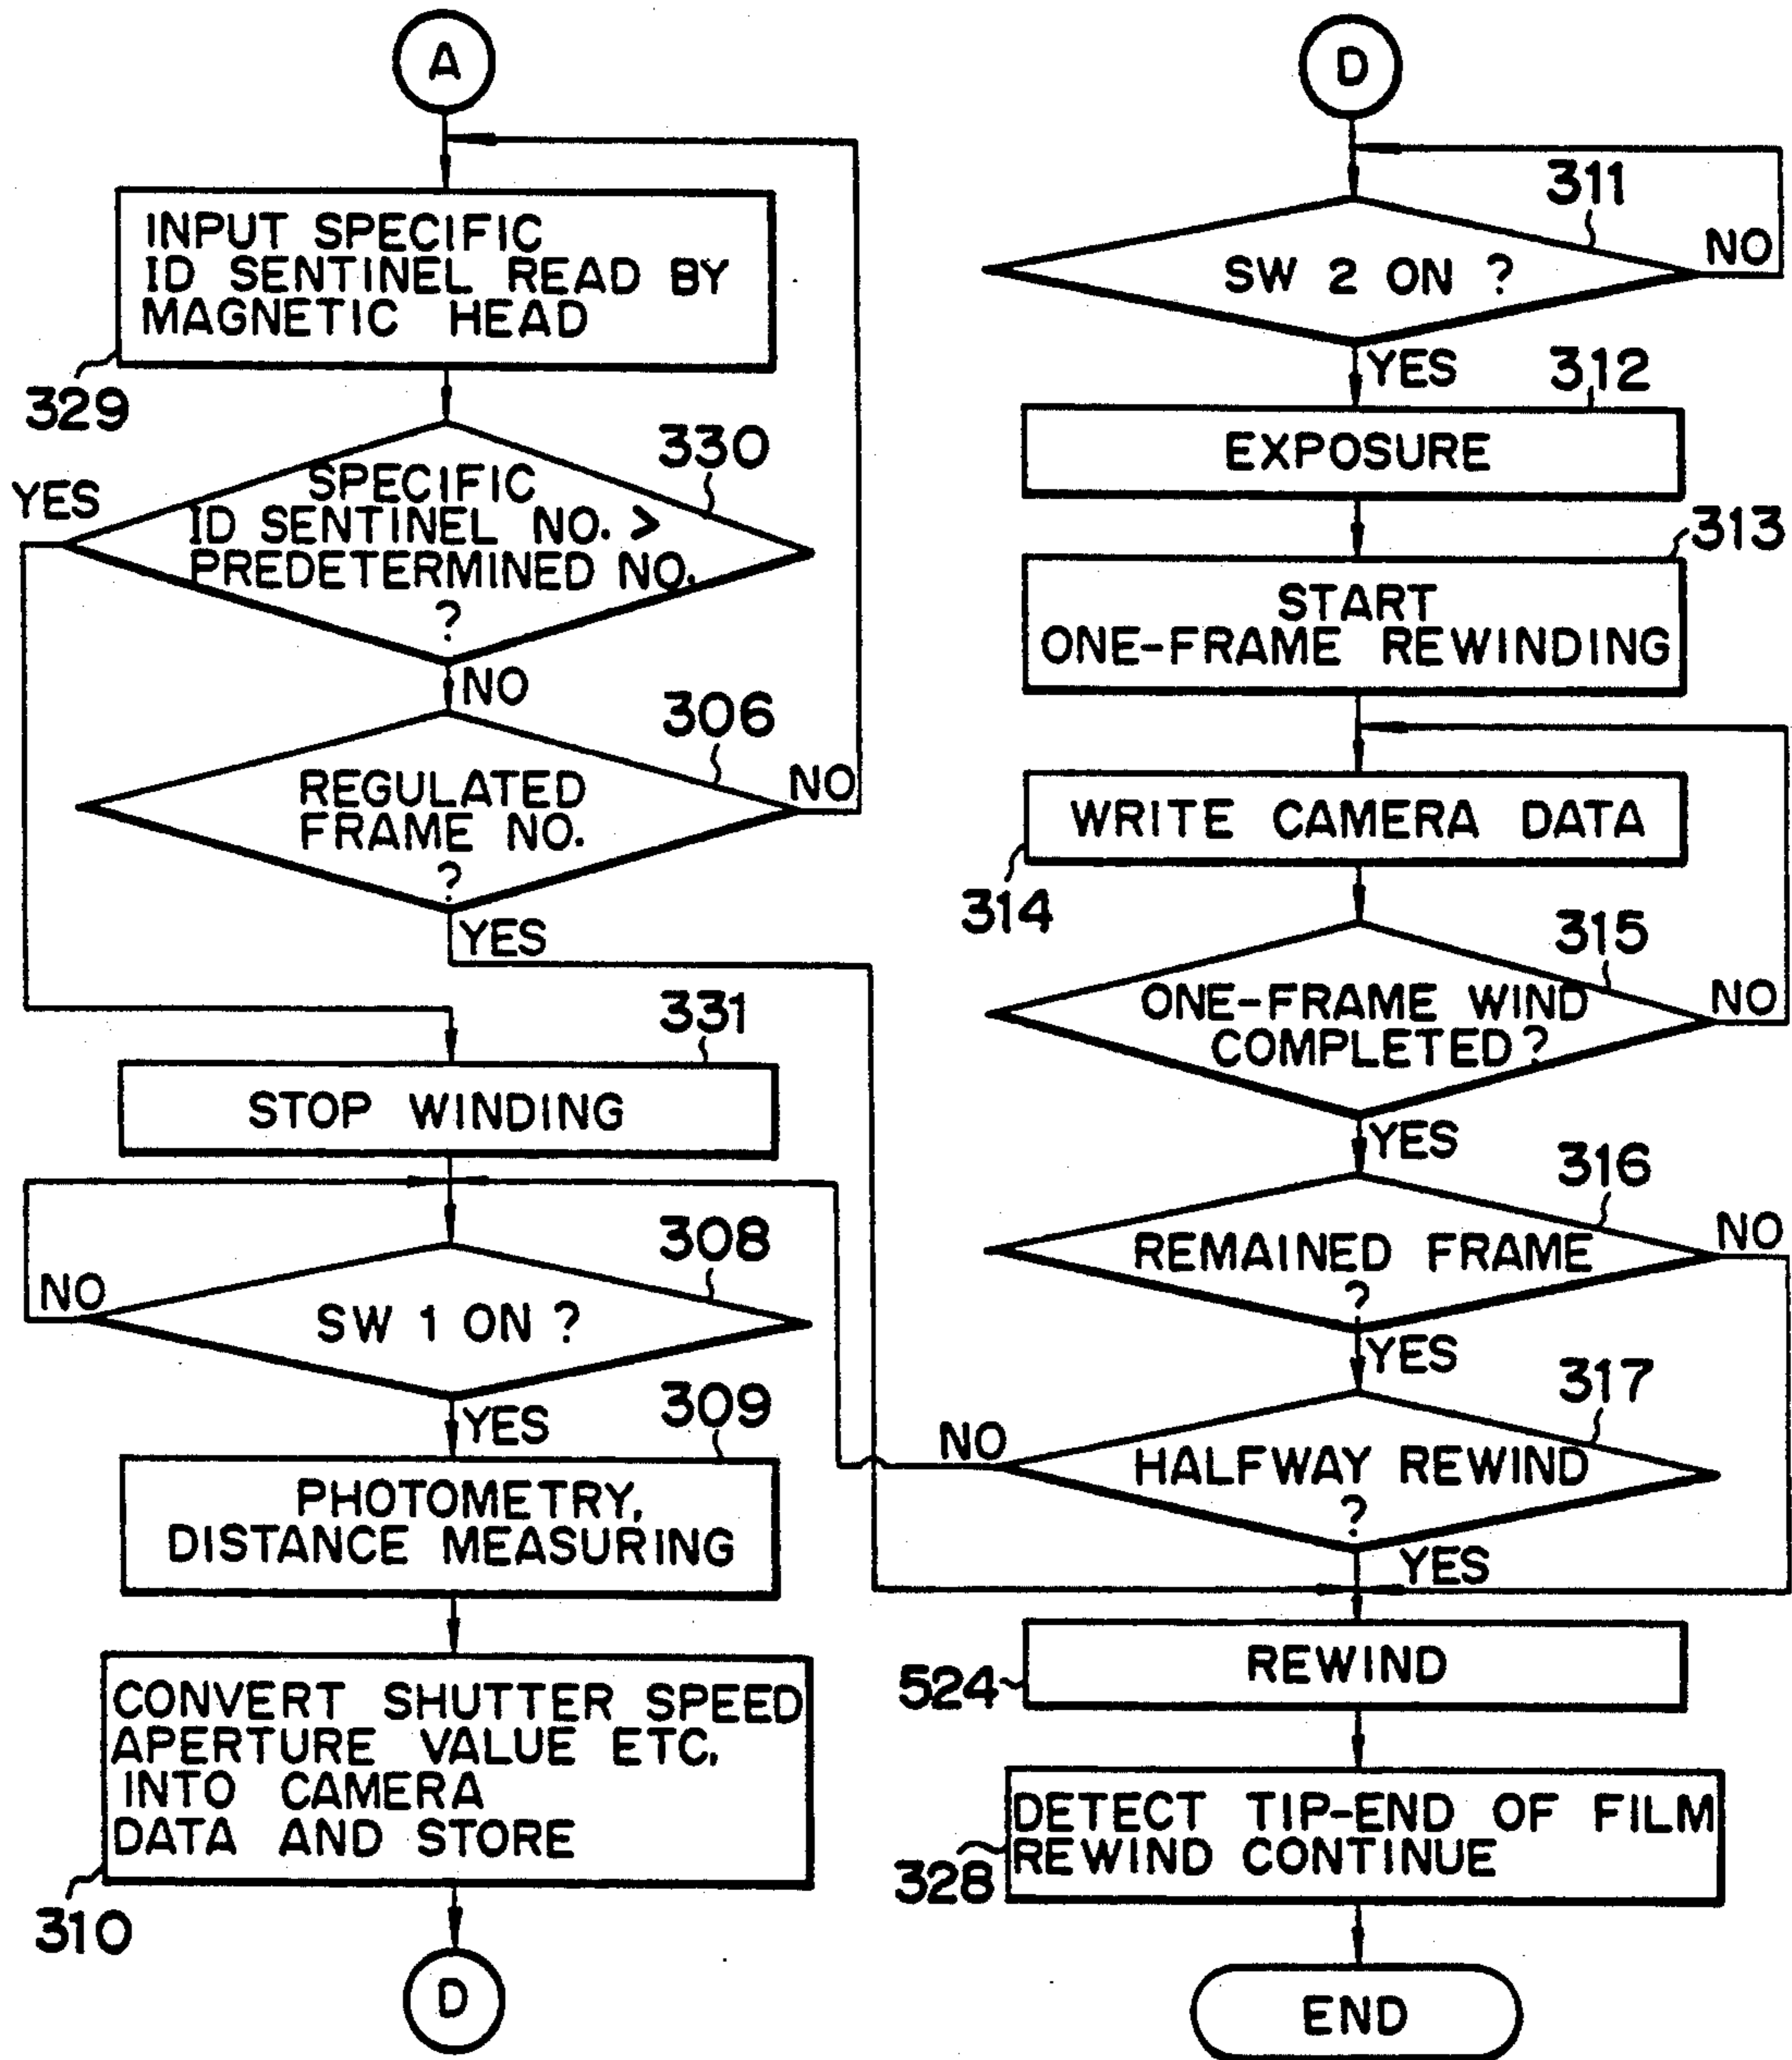 A
INPUT SPECIFIC
ID SENTINEL READ BY
MAGNETIC HEAD
329
330
YES
SPECIFIC
ID SENTINEL NO. >
PREDETERMINED NO.
?
NO
306
REGULATED
FRAME NO.
?
NO
YES
331
STOP WINDING
308
NO
SW 1 ON ?
YES
309
PHOTOMETRY,
DISTANCE MEASURING
CONVERT SHUTTER SPEED
APERTURE VALUE ETC.
INTO CAMERA
DATA AND STORE
310
D
D
311
NO
SW 2 ON ?
YES
312
EXPOSURE
313
START
ONE-FRAME REWINDING
WRITE CAMERA DATA
314
315
ONE-FRAME WIND
COMPLETED?
NO
YES
316
REMAINED FRAME
?
NO
YES
317
NO
HALFWAY REWIND
?
YES
REWIND
524
DETECT TIP-END OF FILM
REWIND CONTINUE
328
END